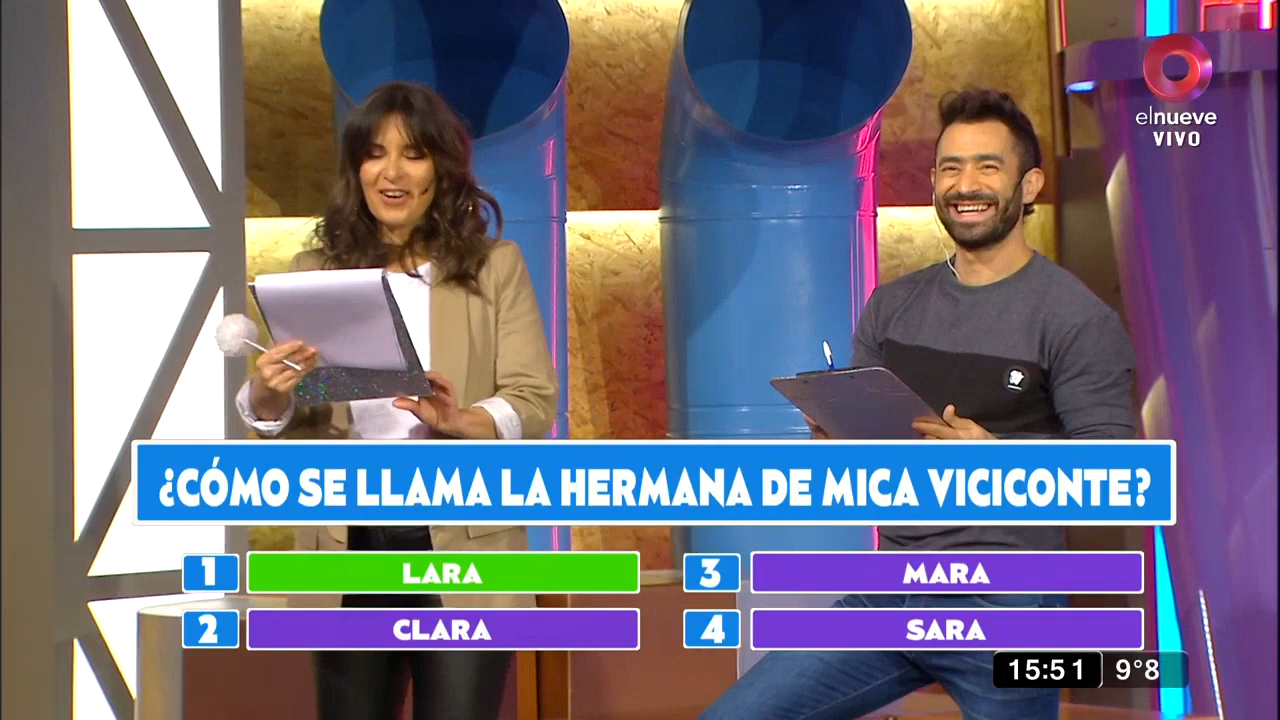 elnueve
VIVO
¿CÓMO SE LLAMA LA HERMANA DE MICA VICICONTE?
1 LARA
3 MARA
2 CLARA
4 SARA
15:51 9°8